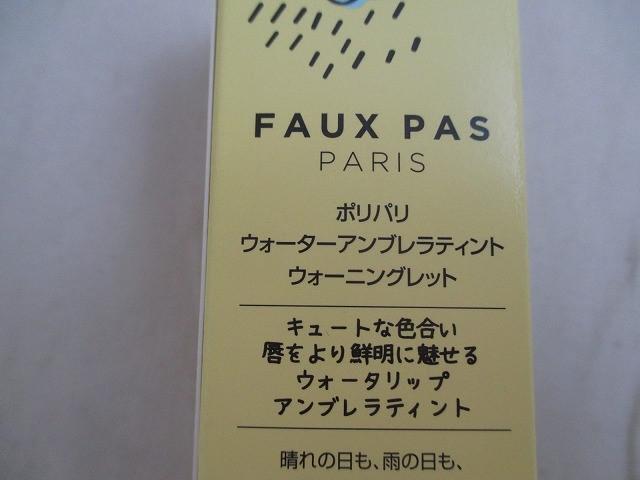 FAUX PAS
PARIS
ポリパリ
ウォーターアンブレラティント
ウォーニングレット
キュートな色合い
唇をより鮮明に魅せる
ウォータリップ
アンブレラティント
晴れの日も、雨の日も、